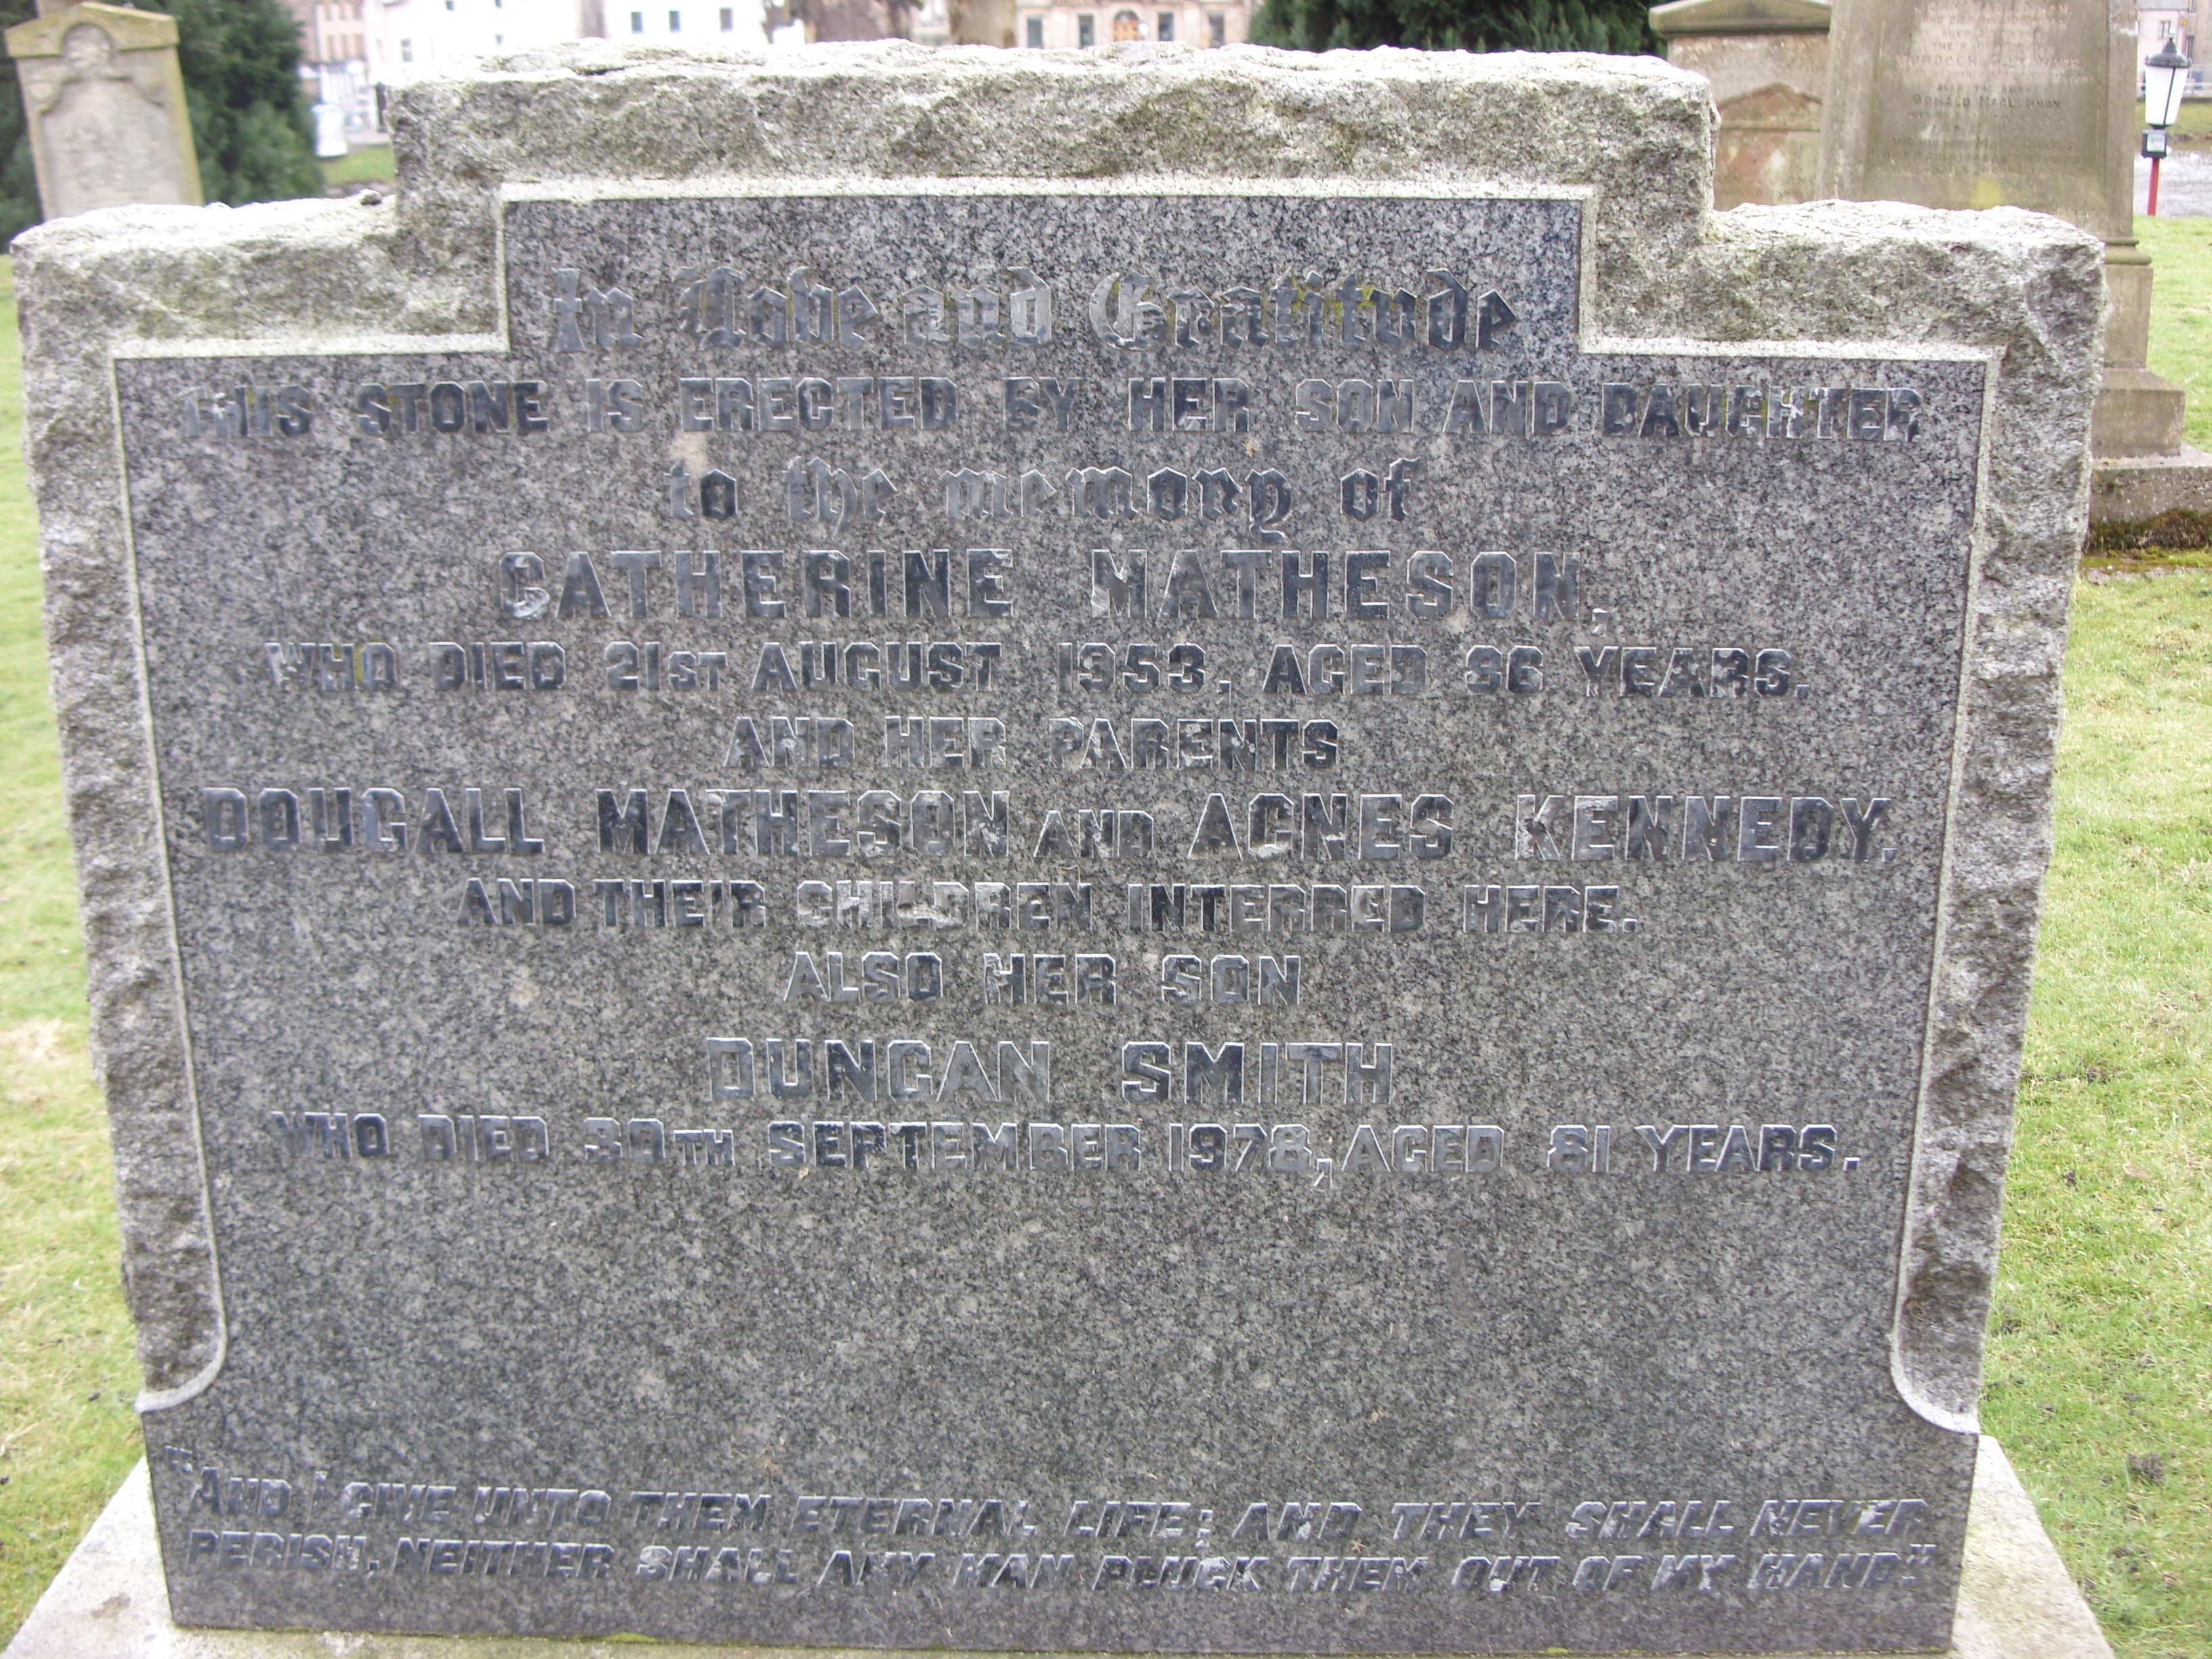 In Love and Gratitude
THIS STONE IS ERECTED BY HER SON AND DAUGHTER
to the memory of
CATHERINE MATHESON,
WHO DIED 21ST AUGUST 1953, AGED 86 YEARS.
AND HER PARENTS
DOUGALL MATHESON AND AGNES KENNEDY.
AND THEIR CHILDREN INTERRED HERE.
ALSO HER SON
DUNCAN SMITH
WHO DIED 30TH SEPTEMBER 1978, AGED 81 YEARS.
"AND I GIVE UNTO THEM ETERNAL LIFE; AND THEY SHALL NEVER
PERISH, NEITHER SHALL ANY MAN PLUCK THEM OUT OF MY HAND"
DONALD MACLENNAN